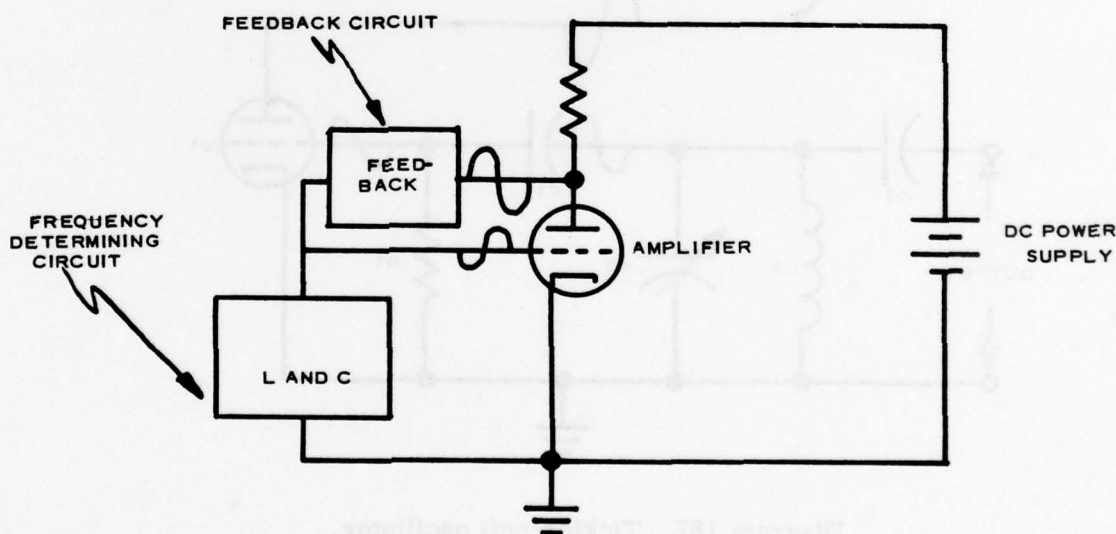 FEEDBACK CIRCUIT
FEED-
BACK
FREQUENCY
DETERMINING
CIRCUIT
AMPLIFIER
DC POWER
SUPPLY
L AND C